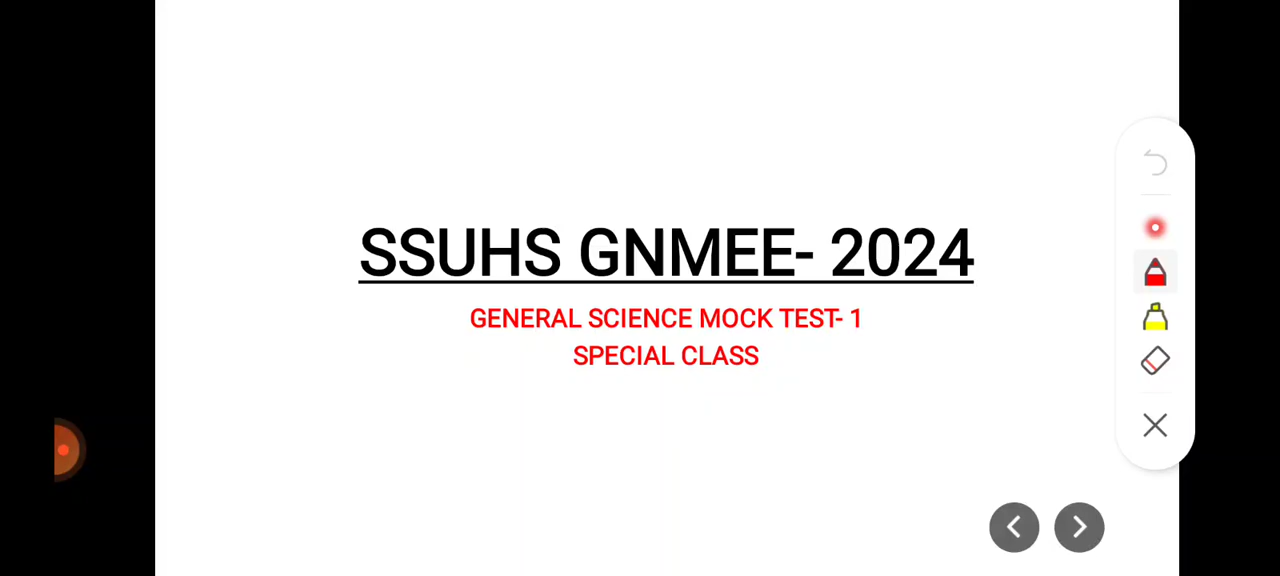 SSUHS GNMEE- 2024
GENERAL SCIENCE MOCK TEST- 1
SPECIAL CLASS